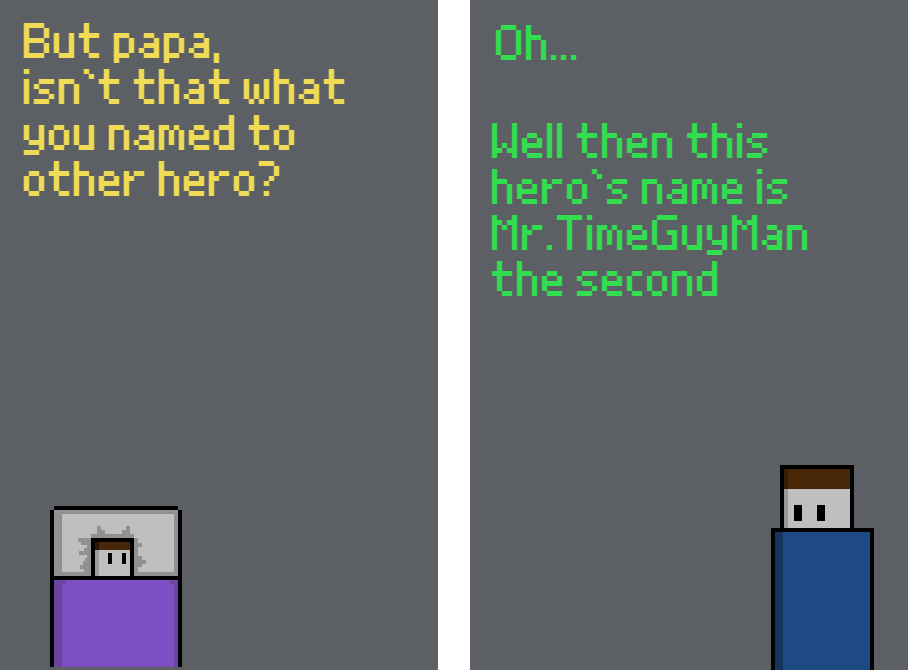 But papa,
isn`t that what
you named to
other hero?
Oh...
Well then this
hero`s name is
Mr.TimeGuyMan
the second